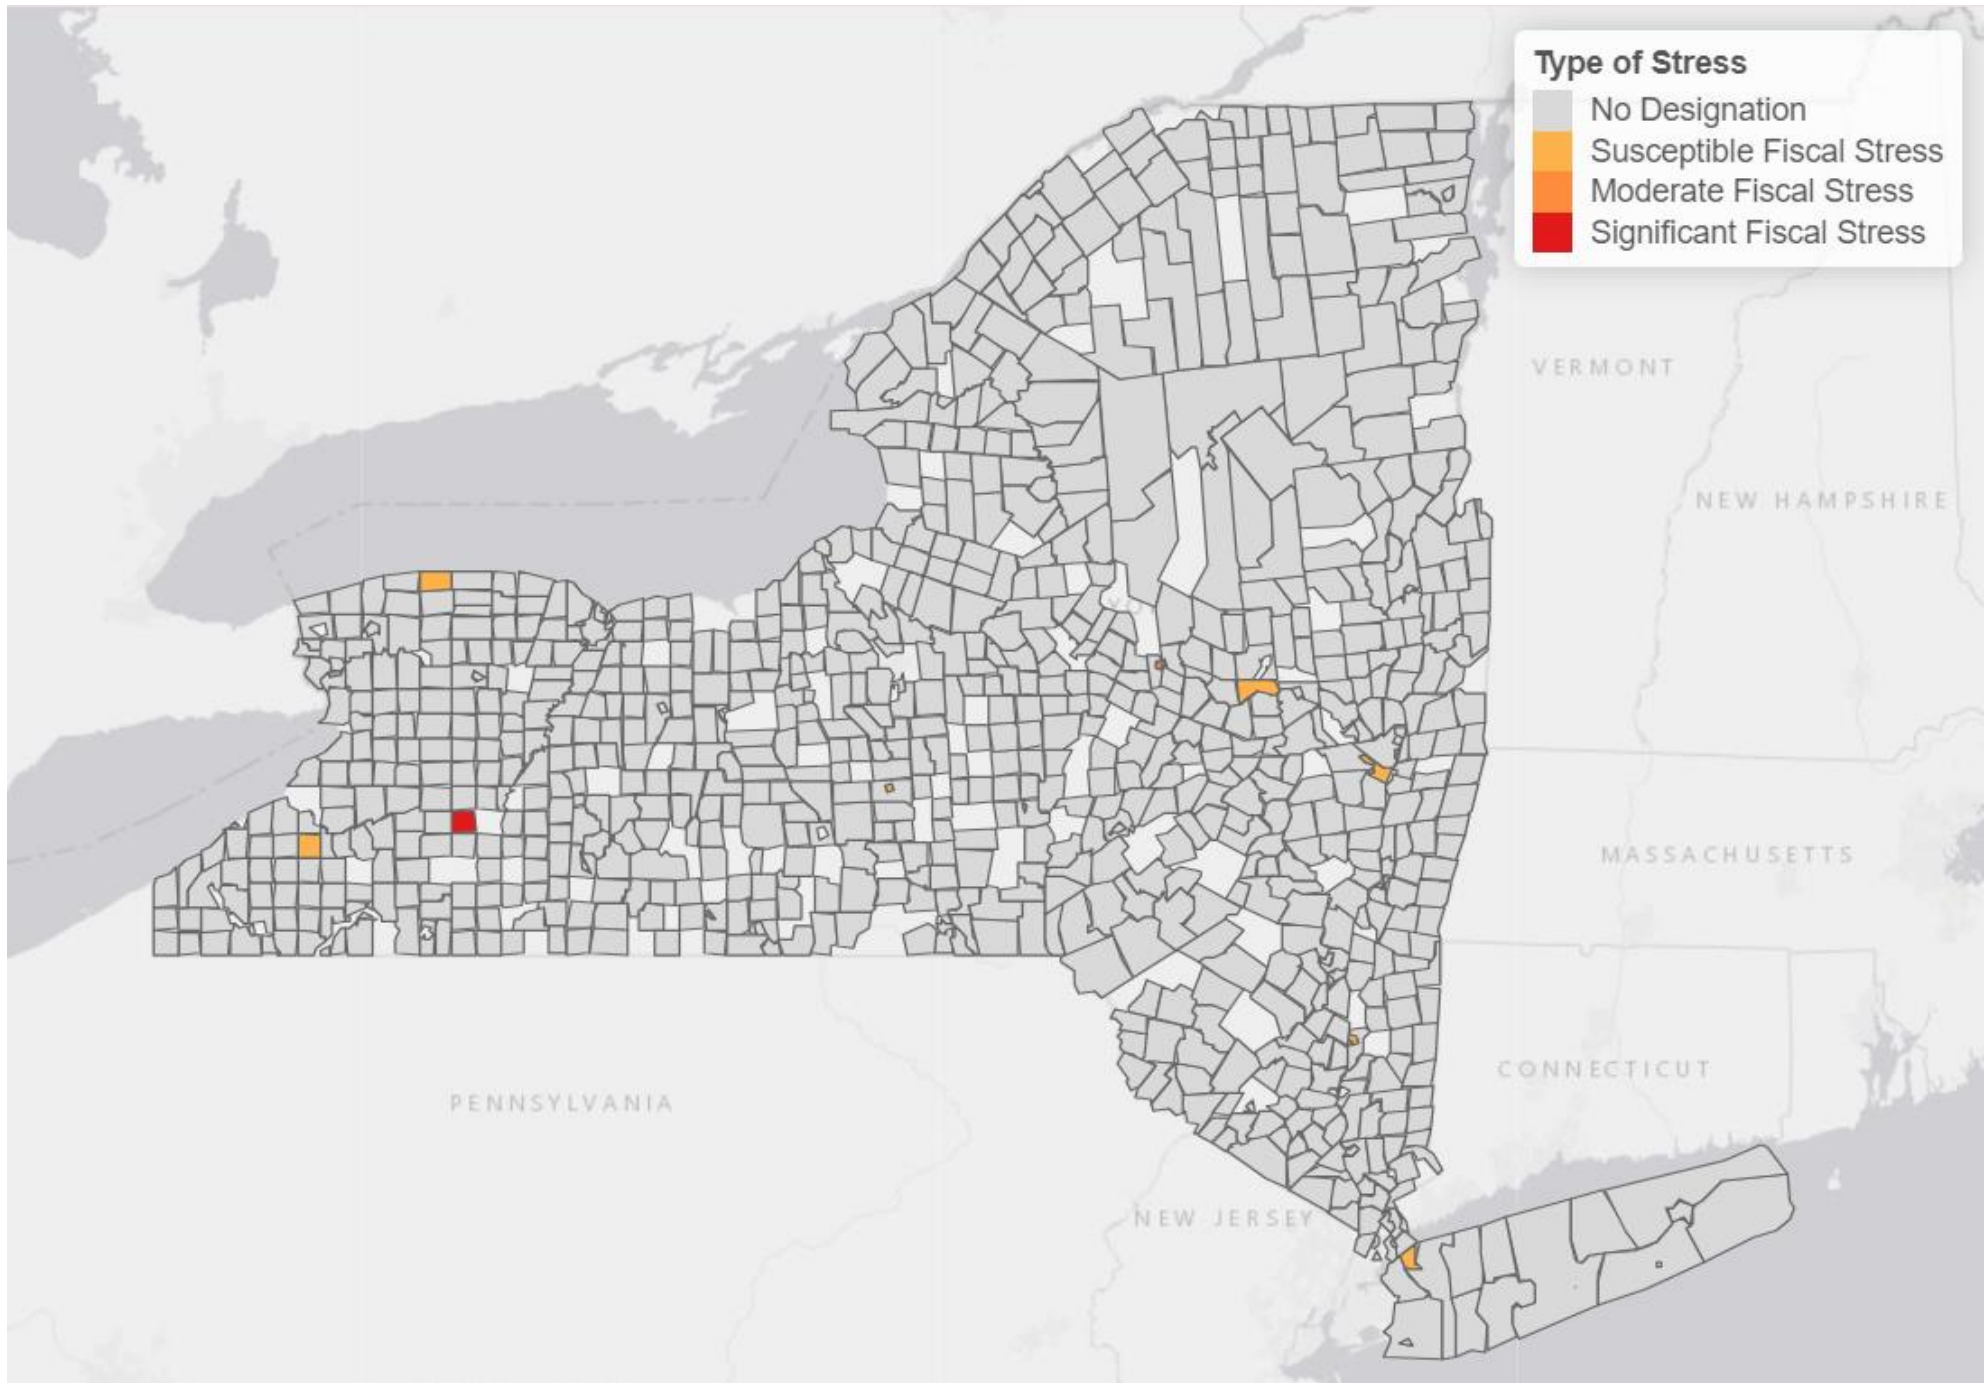 Type of Stress
No Designation
Susceptible Fiscal Stress
Moderate Fiscal Stress
Significant Fiscal Stress
VERMONT
NEW HAMPSHIRE
MASSACHUSETTS
CONNECTICUT
PENNSYLVANIA
NEW JERSEY